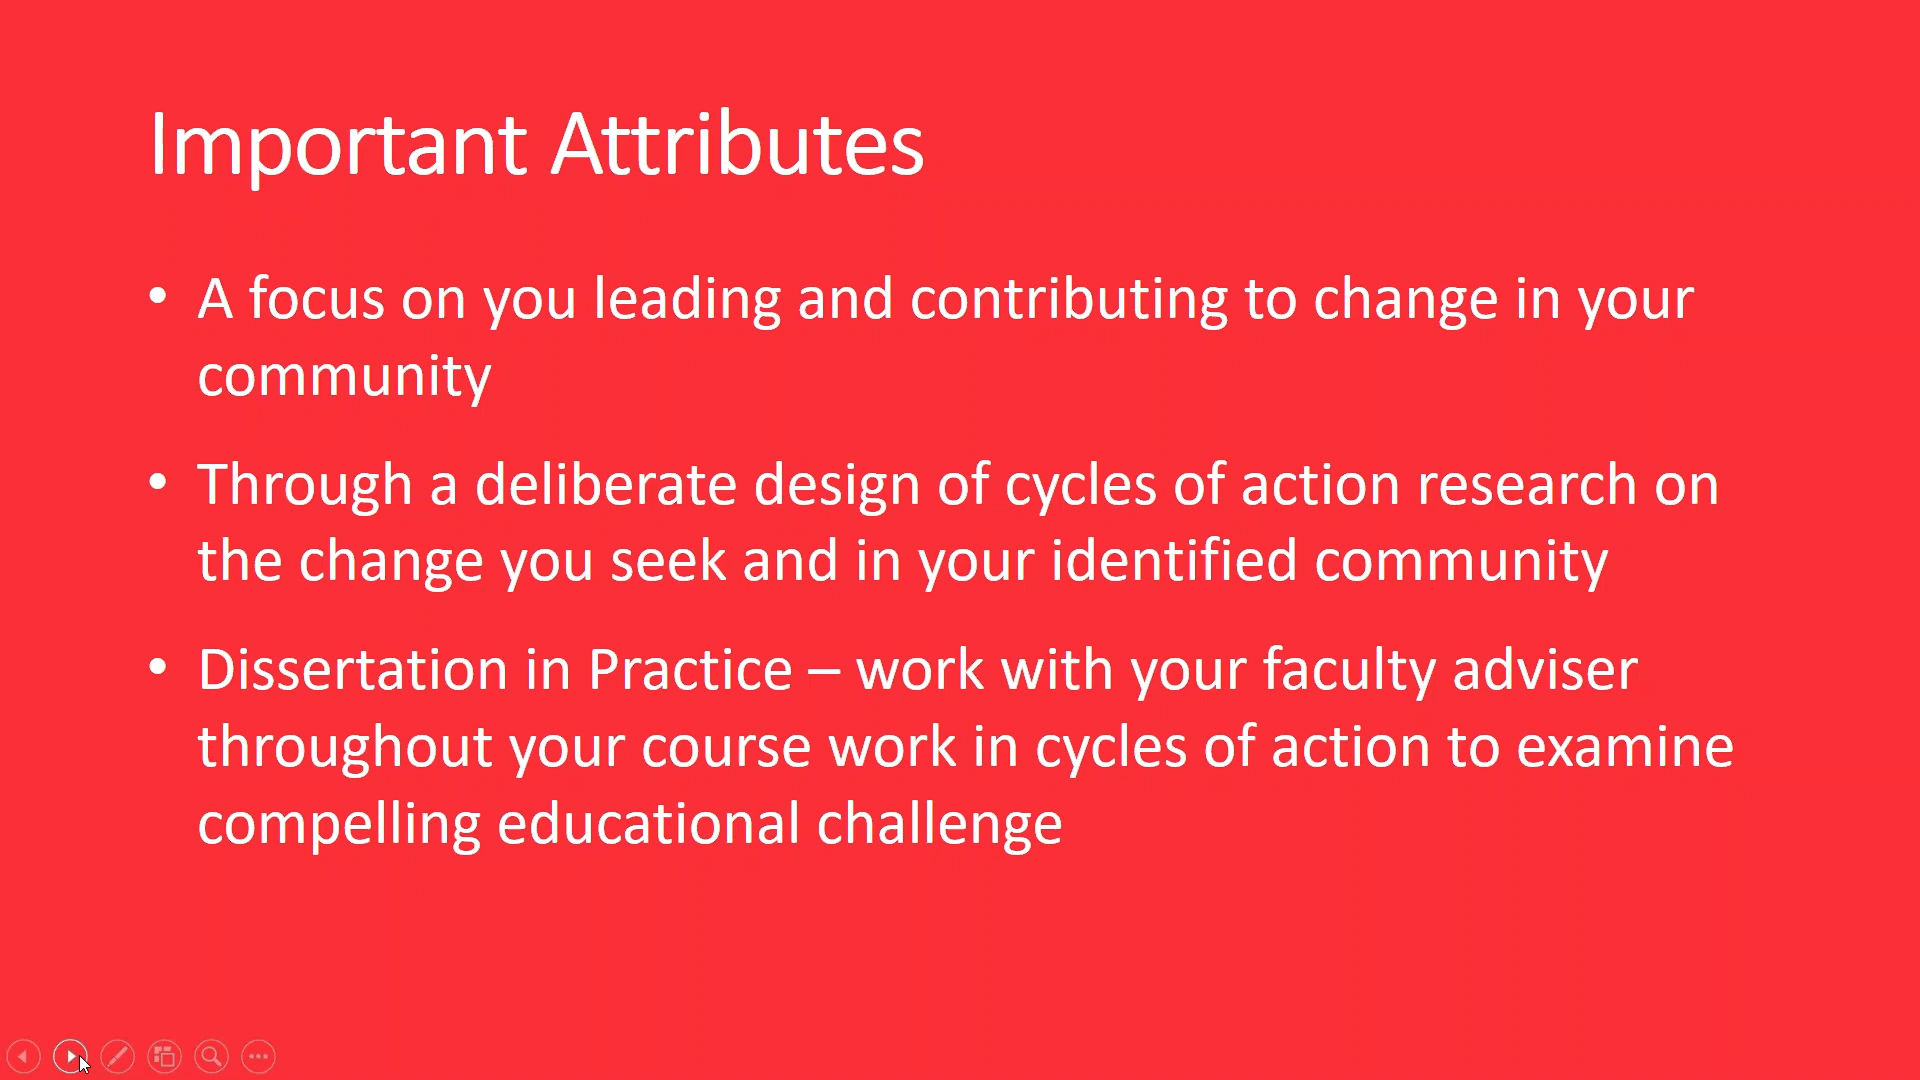 Important Attributes
• A focus on you leading and contributing to change in your
community
• Through a deliberate design of cycles of action research on
the change you seek and in your identified community
• Dissertation in Practice – work with your faculty adviser
throughout your course work in cycles of action to examine
compelling educational challenge